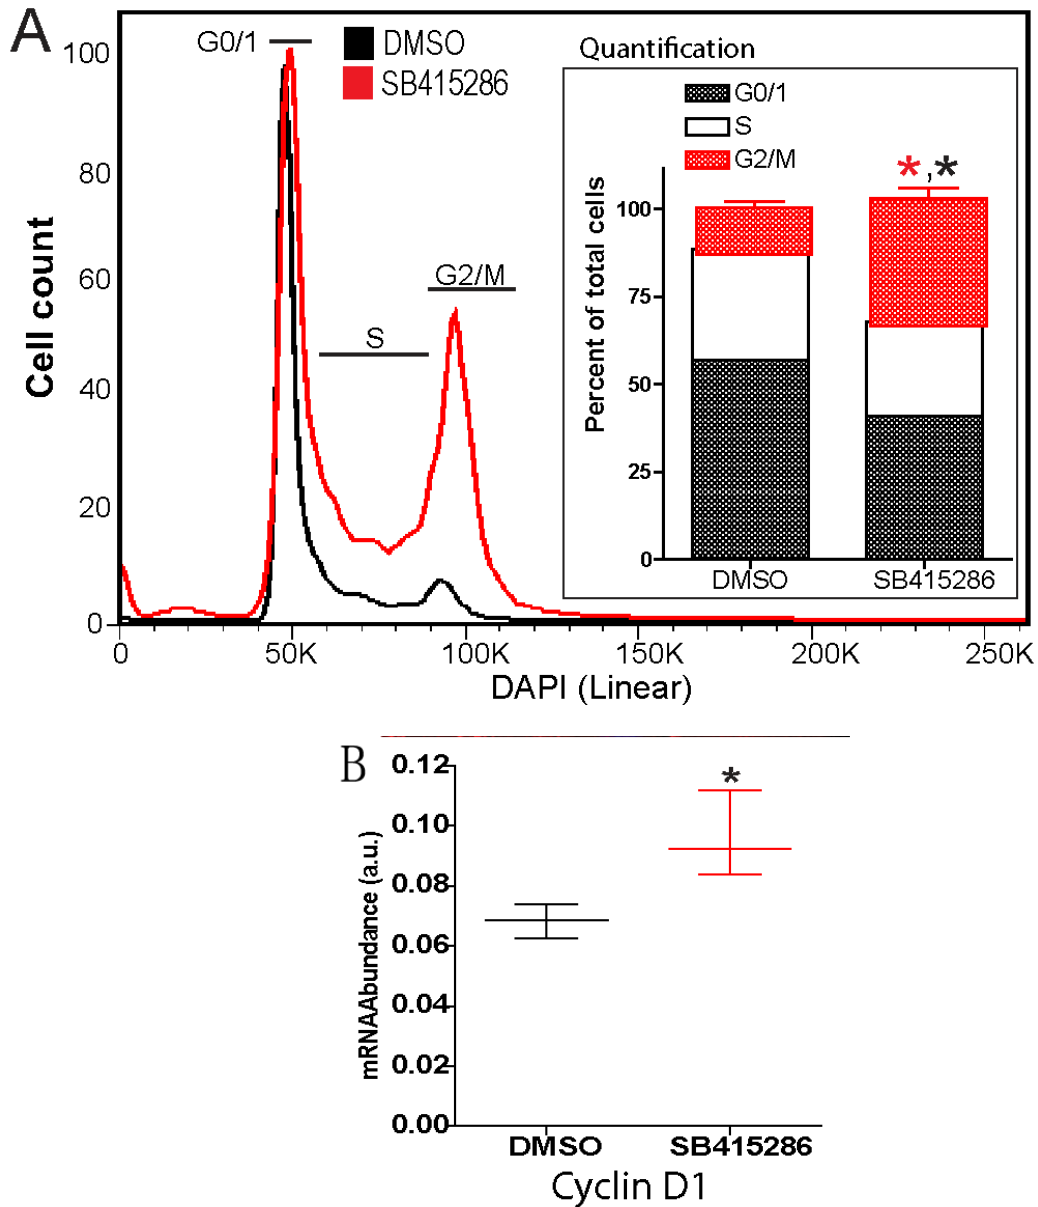 A
G0/1
DMSO
SB415286
S
G2/M
Cell count
100
80
60
40
20
0
0 50K 100K 150K 200K 250K
DAPI (Linear)
Quantification
G0/1
S
G2/M
*,*
Percent of total cells
100
75
50
25
0
DMSO SB415286
B
mRNAAbundance (a.u.)
0.12
0.10
0.08
0.06
0.04
0.02
0.00
*
DMSO SB415286
Cyclin D1